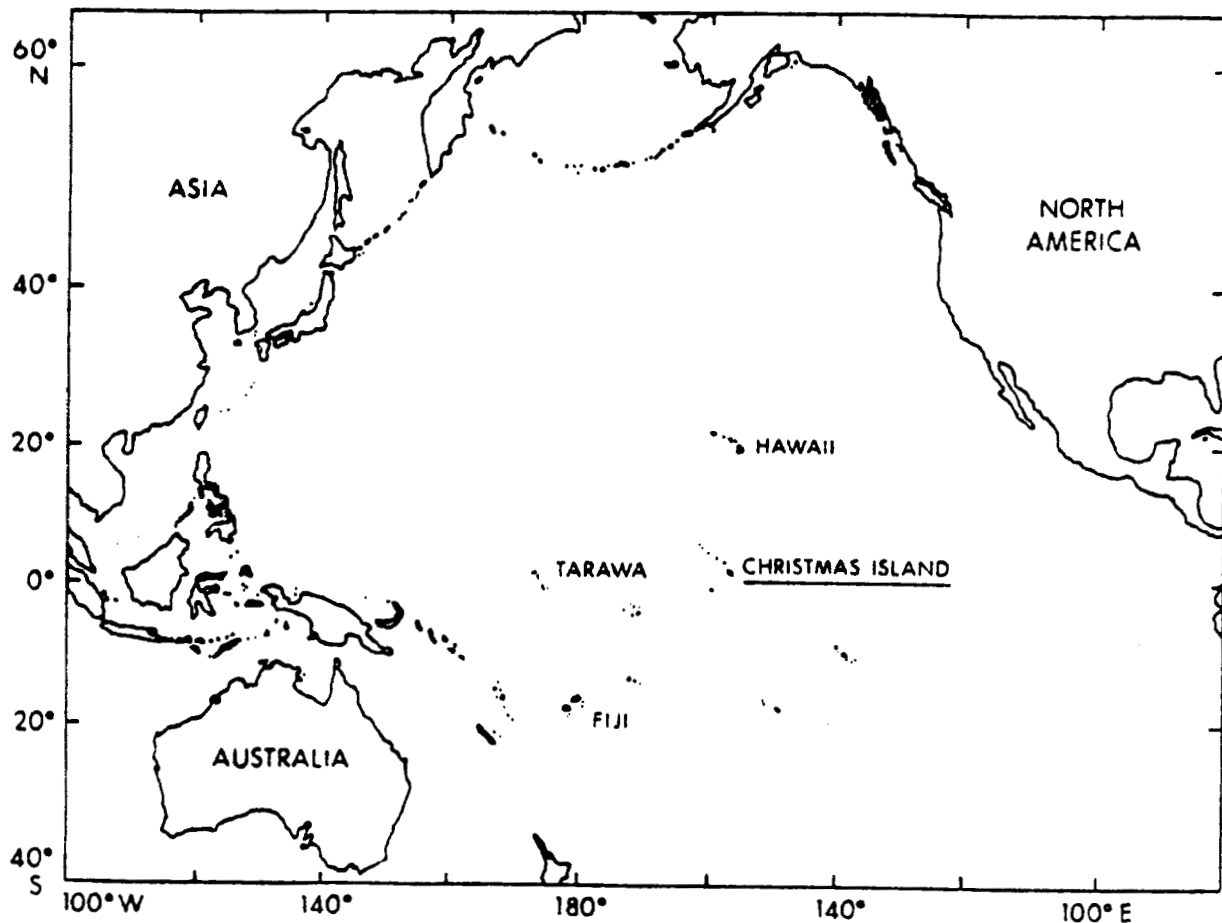 60°
N
ASIA
NORTH
AMERICA
40°
20°
HAWAII
0°
TARAWA
CHRISTMAS ISLAND
20°
FIJI
AUSTRALIA
40°
S
100° W
140°
180°
140°
100° E